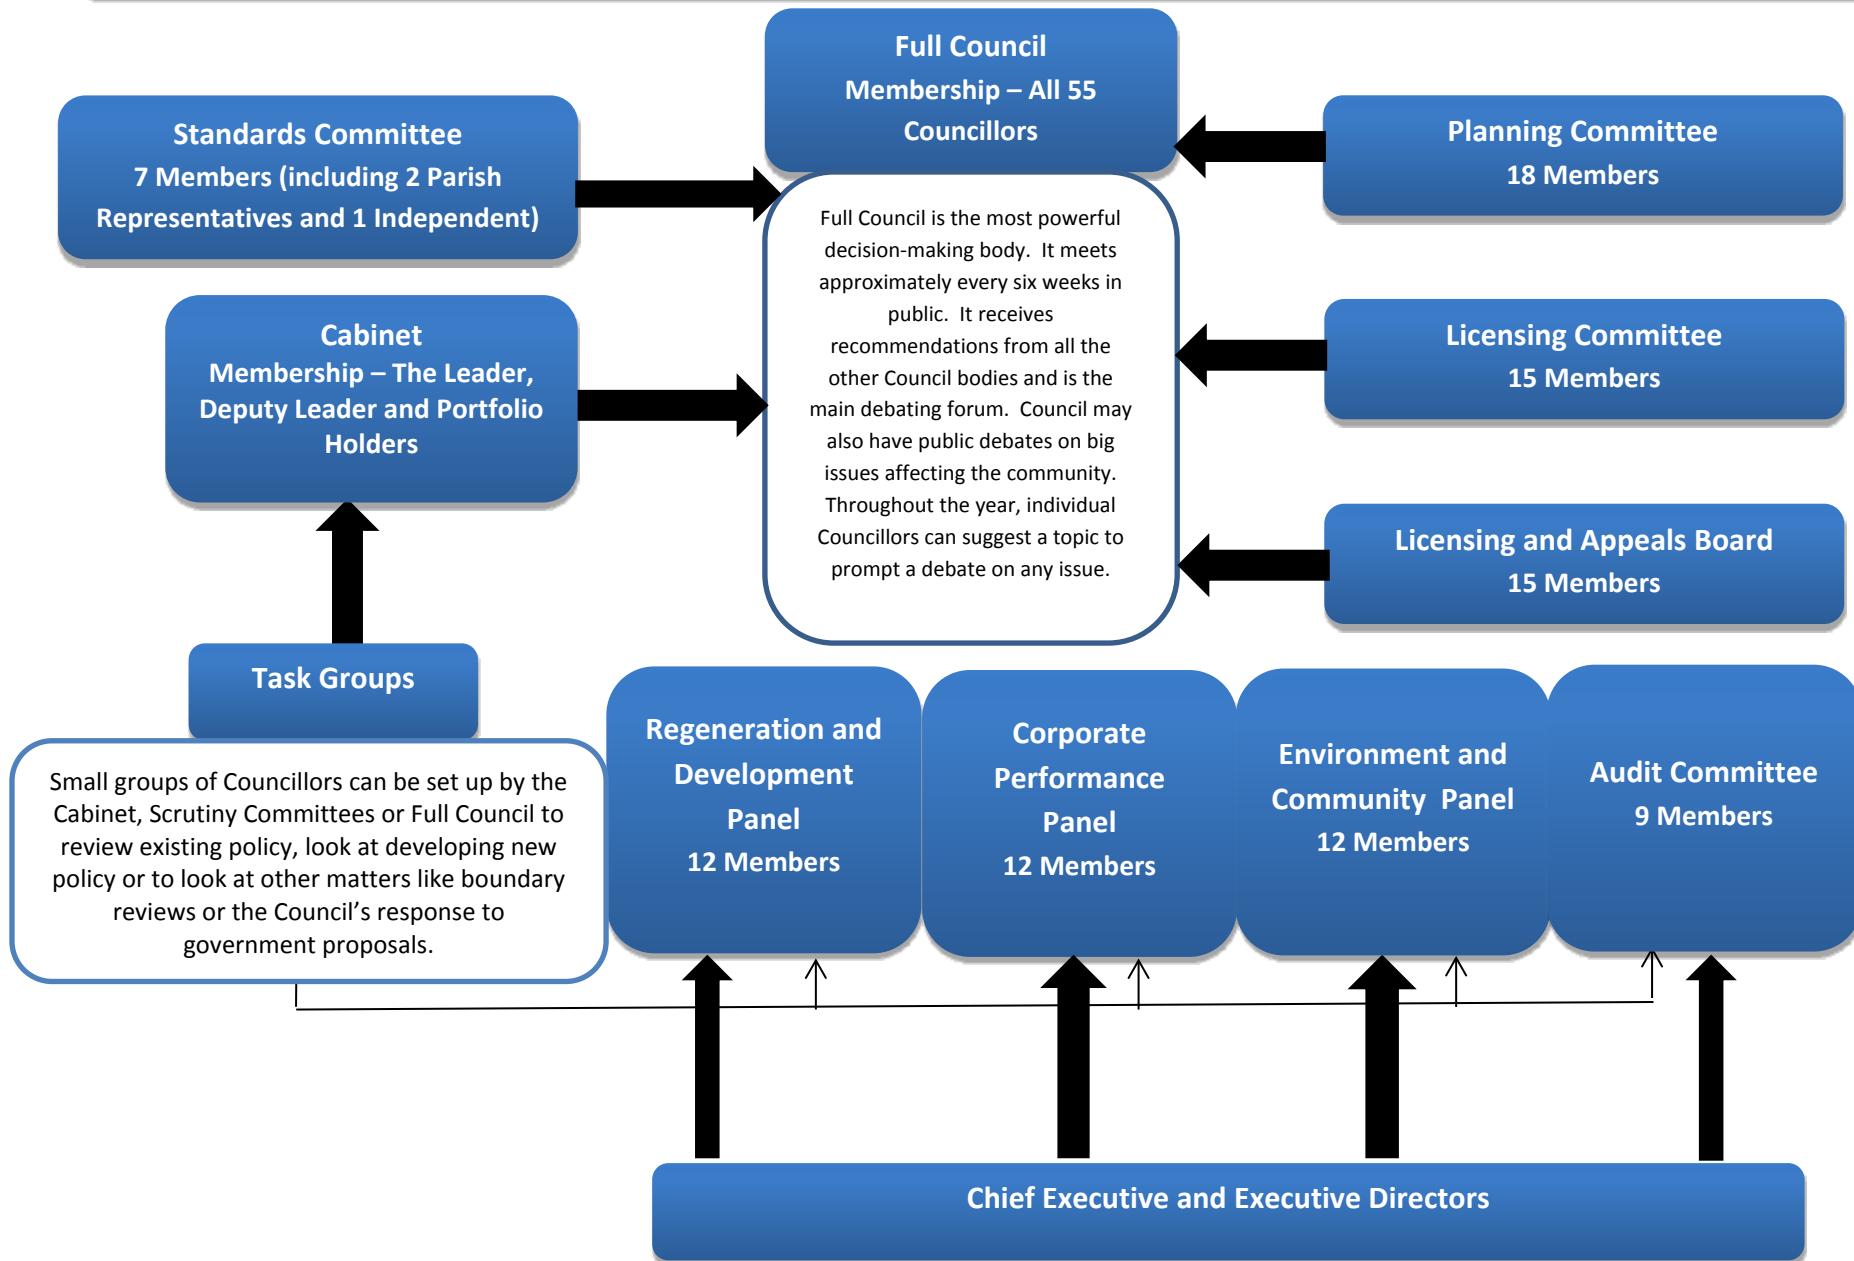 Full Council
Membership – All 55
Councillors
Standards Committee
7 Members (including 2 Parish
Representatives and 1 Independent)
Planning Committee
18 Members
Full Council is the most powerful
decision-making body.  It meets
approximately every six weeks in
public.  It receives
recommendations from all the
other Council bodies and is the
main debating forum.  Council may
also have public debates on big
issues affecting the community.
Throughout the year, individual
Councillors can suggest a topic to
prompt a debate on any issue.
Cabinet
Membership – The Leader,
Deputy Leader and Portfolio
Holders
Licensing Committee
15 Members
Licensing and Appeals Board
15 Members
Task Groups
Small groups of Councillors can be set up by the
Cabinet, Scrutiny Committees or Full Council to
review existing policy, look at developing new
policy or to look at other matters like boundary
reviews or the Council’s response to
government proposals.
Regeneration and
Development
Panel
12 Members
Corporate
Performance
Panel
12 Members
Environment and
Community  Panel
12 Members
Audit Committee
9 Members
Chief Executive and Executive Directors